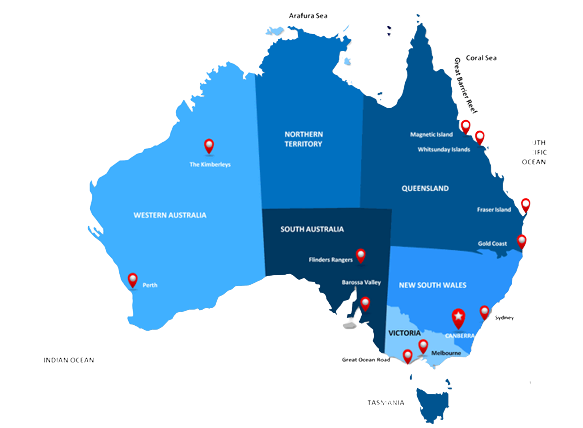 Arafura Sea
Coral Sea
Great Barrier Reef
NORTHERN
TERRITORY
Magnetic Island
Whitsunday Islands
UTH
IFIC
OCEAN
The Kimberleys
QUEENSLAND
WESTERN AUSTRALIA
Fraser Island
SOUTH AUSTRALIA
Gold Coast
Flinders Rangers
Perth
Barossa Valley
NEW SOUTH WALES
Sydney
VICTORIA
CANBERRA
Melbourne
Great Ocean Road
INDIAN OCEAN
TASMANIA